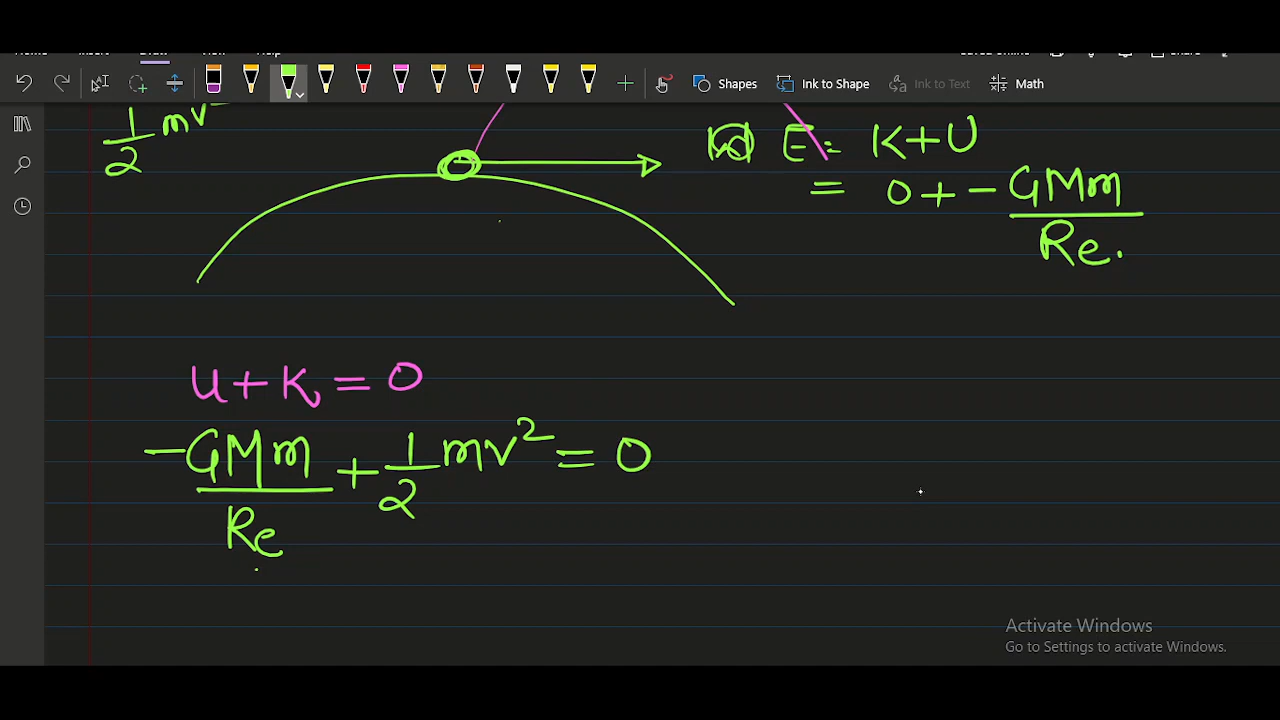 Ink to Shape
Shapes
Ink to Text
Math
1/2 mv
E = K+U
= 0 + - GMm/Re.
U+K = 0
-GMm/Re + 1/2 mv² = 0
Activate Windows
Go to Settings to activate Windows.